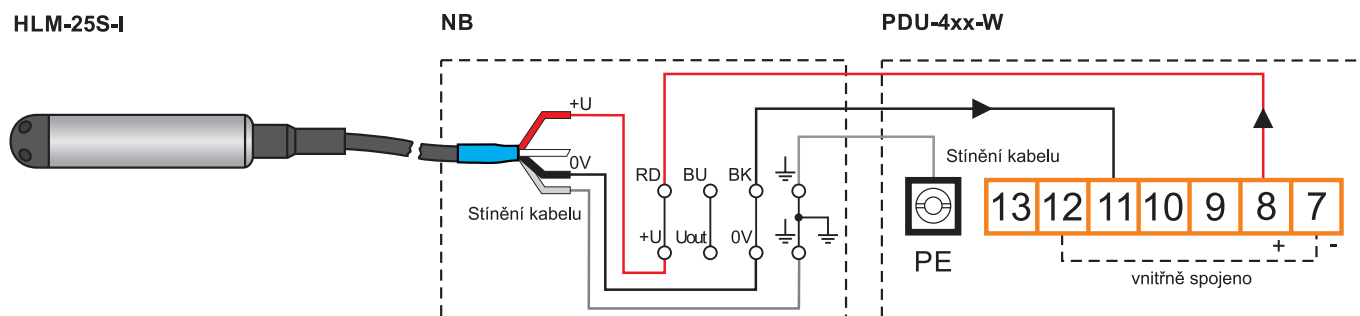 HLM-25S-I
NB
PDU-4xx-W
+U
0V
Stínění kabelu
RD BU BK
+U Uout 0V
Stínění kabelu
PE
13 12 11 10 9 8 7
+ -
vnitřně spojeno